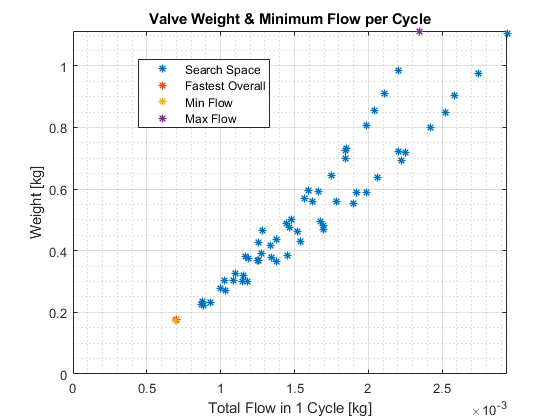 Valve Weight & Minimum Flow per Cycle
Search Space
Fastest Overall
Min Flow
Max Flow
Weight [kg]
1
0.8
0.6
0.4
0.2
0
0 0.5 1 1.5 2 2.5
Total Flow in 1 Cycle [kg]
×10-3